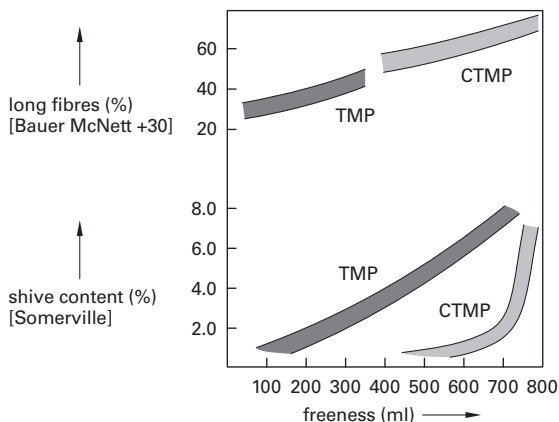 60
40
20
long fibres (%)
[Bauer McNett +30]
CTMP
TMP
8.0
6.0
4.0
2.0
shive content (%)
[Somerville]
TMP
CTMP
100 200 300 400 500 600 700 800
freeness (ml)